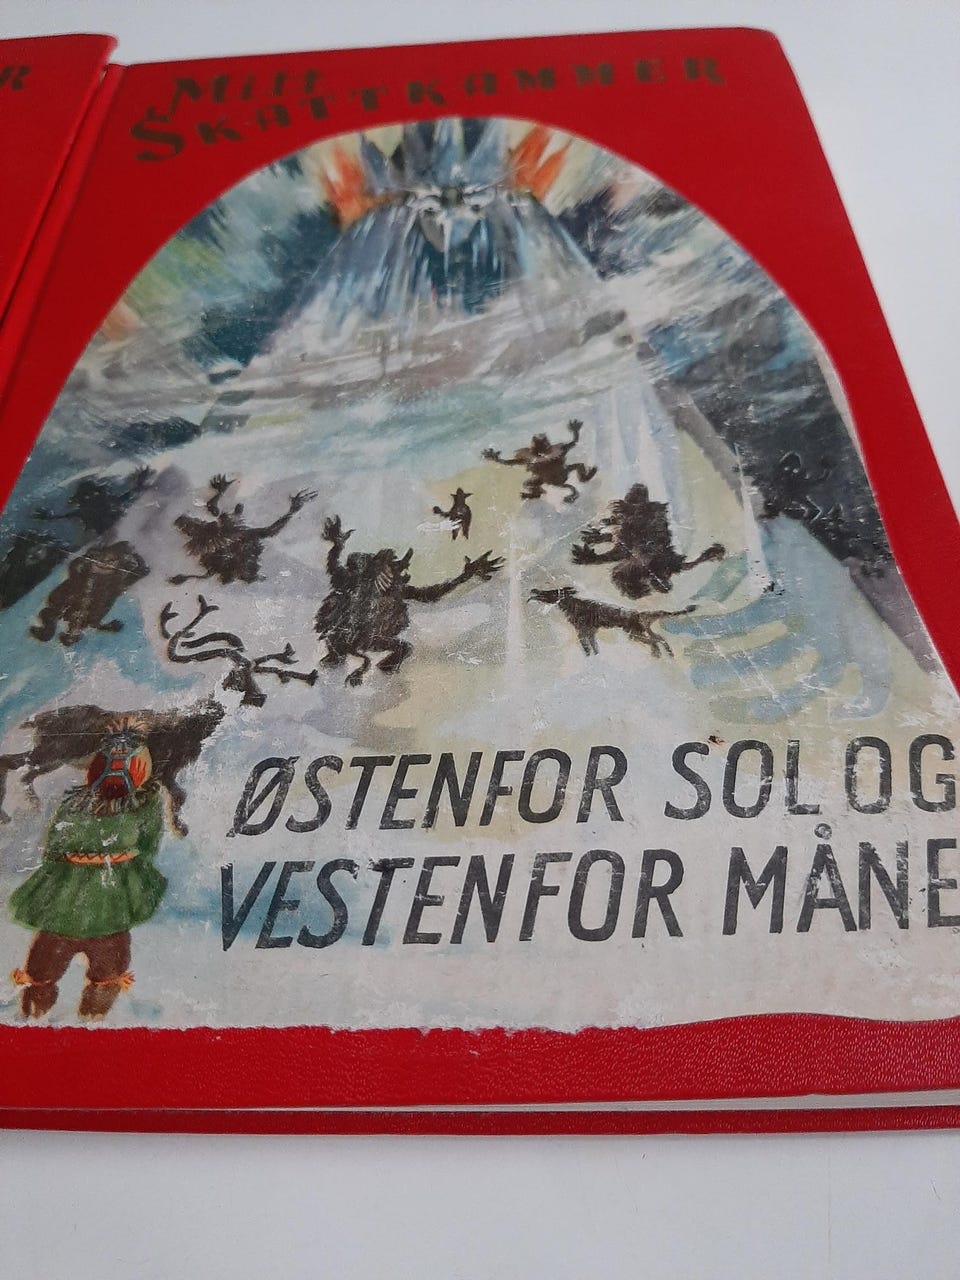 R
Mitt
SKATTKAMMER
ØSTENFOR SOL OG
VESTENFOR MÅNE